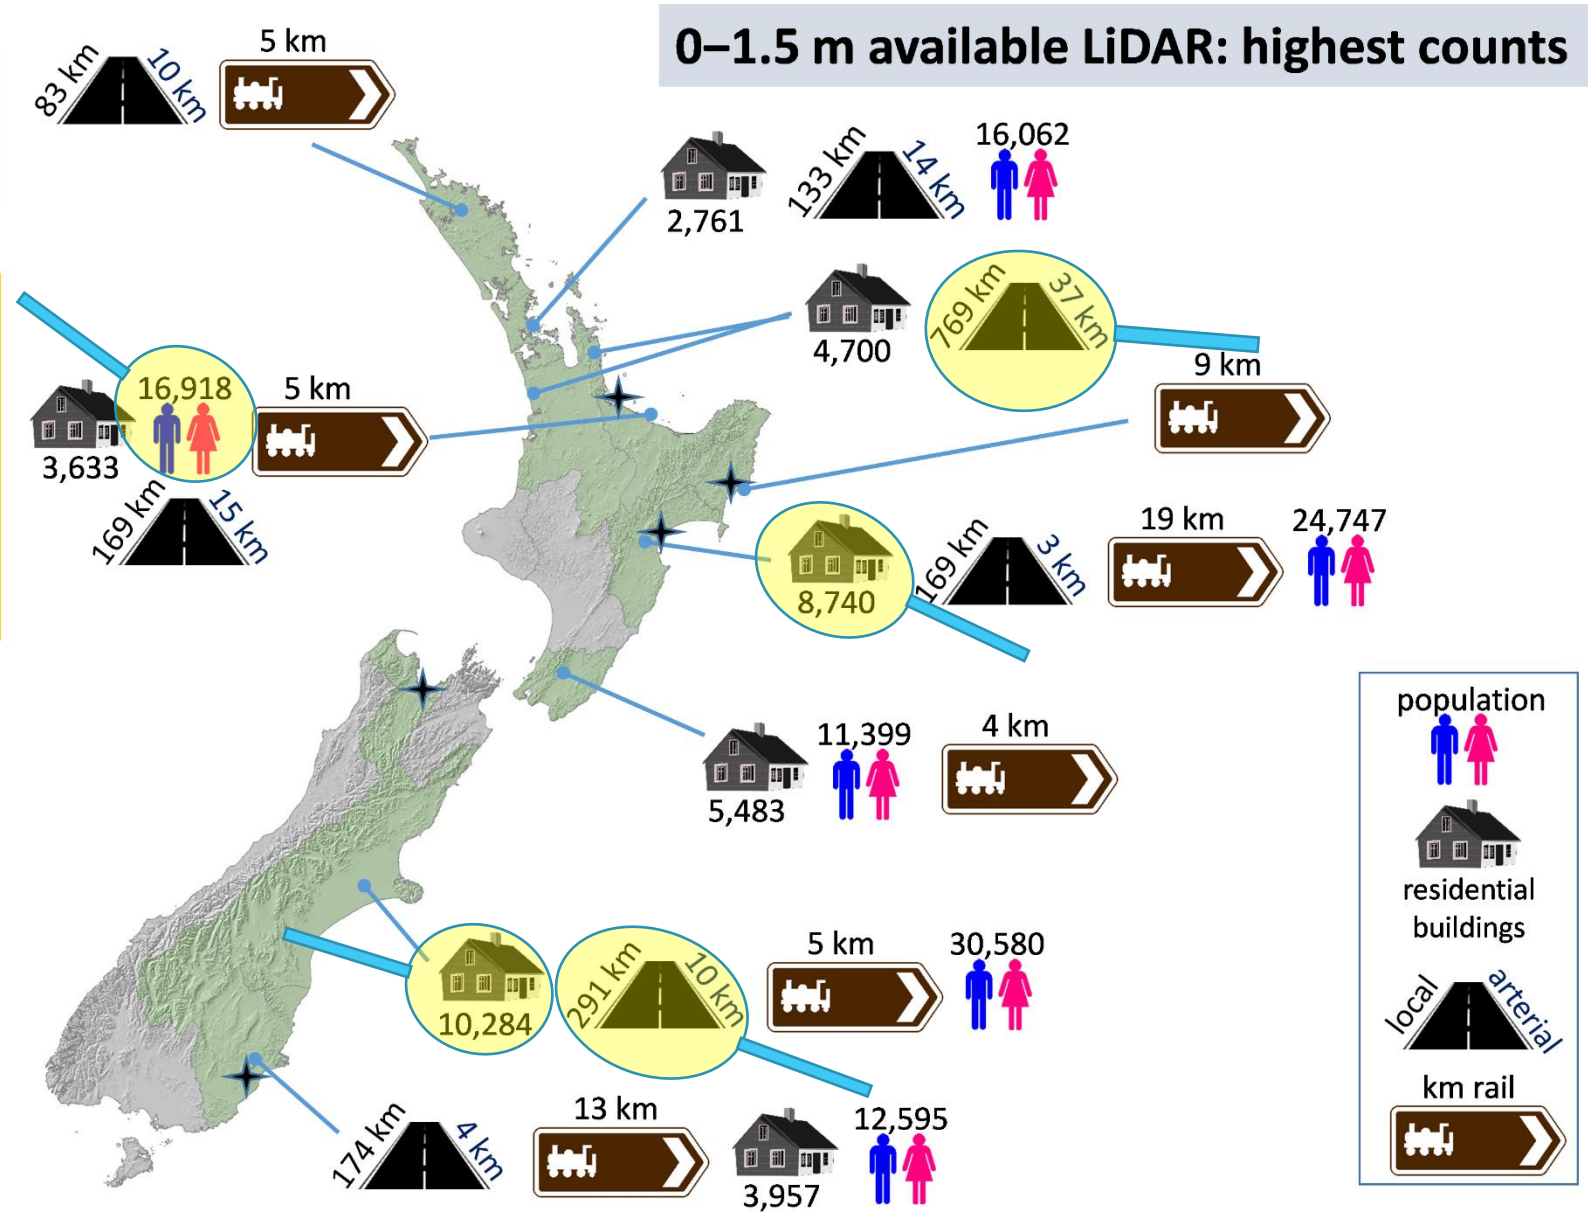 0–1.5 m available LiDAR: highest counts
83 km
10 km
5 km
2,761
133 km
14 km
16,062
4,700
769 km
37 km
9 km
3,633
16,918
5 km
169 km
15 km
8,740
169 km
3 km
19 km
24,747
5,483
11,399
4 km
10,284
291 km
10 km
5 km
30,580
174 km
4 km
13 km
3,957
12,595
population
residential
buildings
local
arterial
km rail